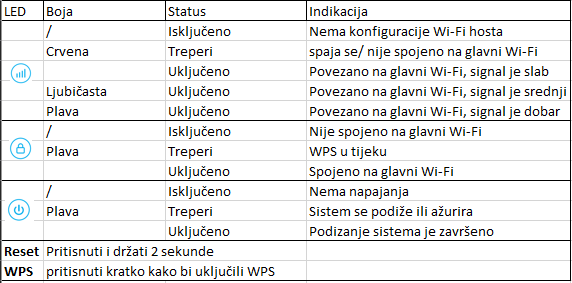 LED Boja Status Indikacija
/ Isključeno Nema konfiguracije Wi-Fi hosta
Crvena Treperi spaja se/ nije spojeno na glavni Wi-Fi
Uključeno Povezano na glavni Wi-Fi, signal je slab
Ljubičasta Uključeno Povezano na glavni Wi-Fi, signal je srednji
Plava Uključeno Povezano na glavni Wi-Fi, signal je dobar
/ Isključeno Nije spojeno na glavni Wi-Fi
Plava Treperi WPS u tijeku
Uključeno Spojeno na glavni Wi-Fi
/ Isključeno Nema napajanja
Plava Treperi Sistem se podiže ili ažurira
Uključeno Podizanje sistema je završeno
Reset Pritisnuti i držati 2 sekunde
WPS pritisnuti kratko kako bi uključili WPS